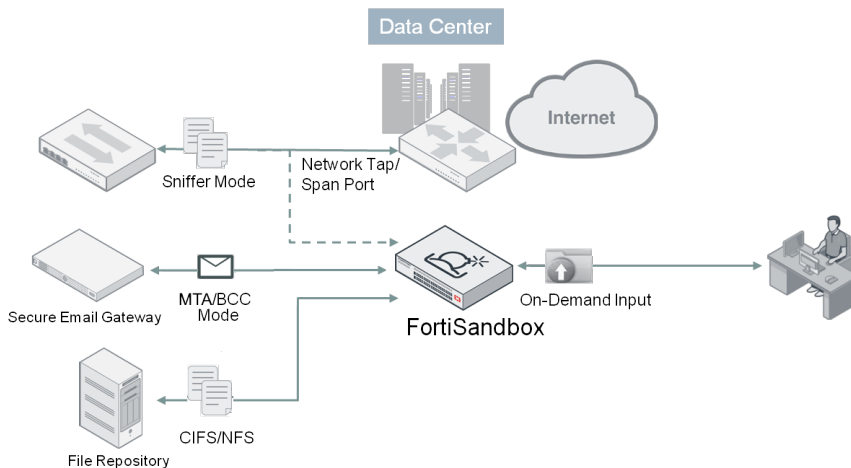 Data Center
Internet
Sniffer Mode
Network Tap/
Span Port
MTA/BCC
Mode
Secure Email Gateway
On-Demand Input
FortiSandbox
CIFS/NFS
File Repository